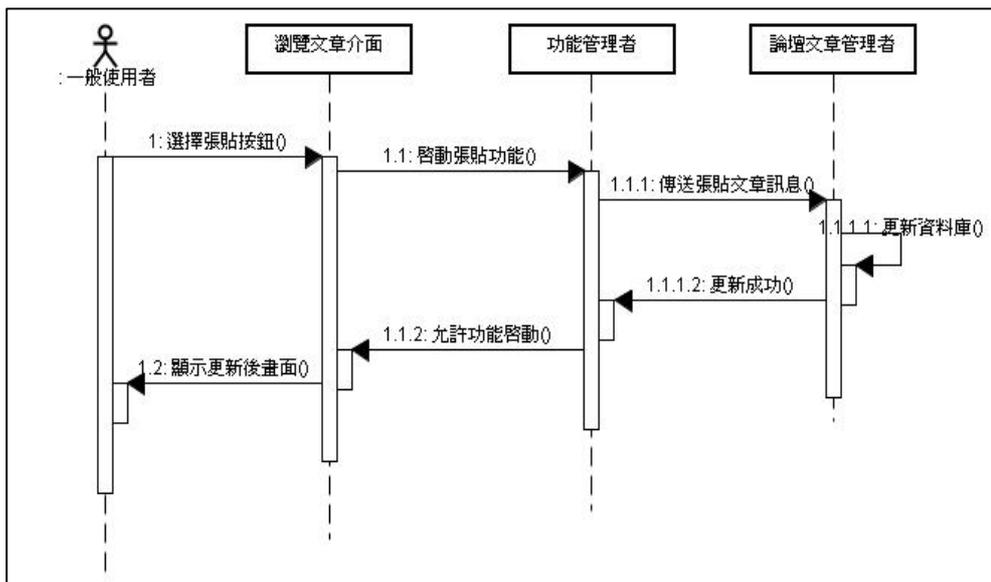 瀏覽文章介面
功能管理者
論壇文章管理者
: 一般使用者
1: 選擇張貼按鈕()
1.1: 啓動張貼功能()
1.1.1: 傳送張貼文章訊息()
1.1.1.1: 更新資料庫()
1.1.1.2: 更新成功()
1.1.2: 允許功能啓動()
1.2: 顯示更新後畫面()